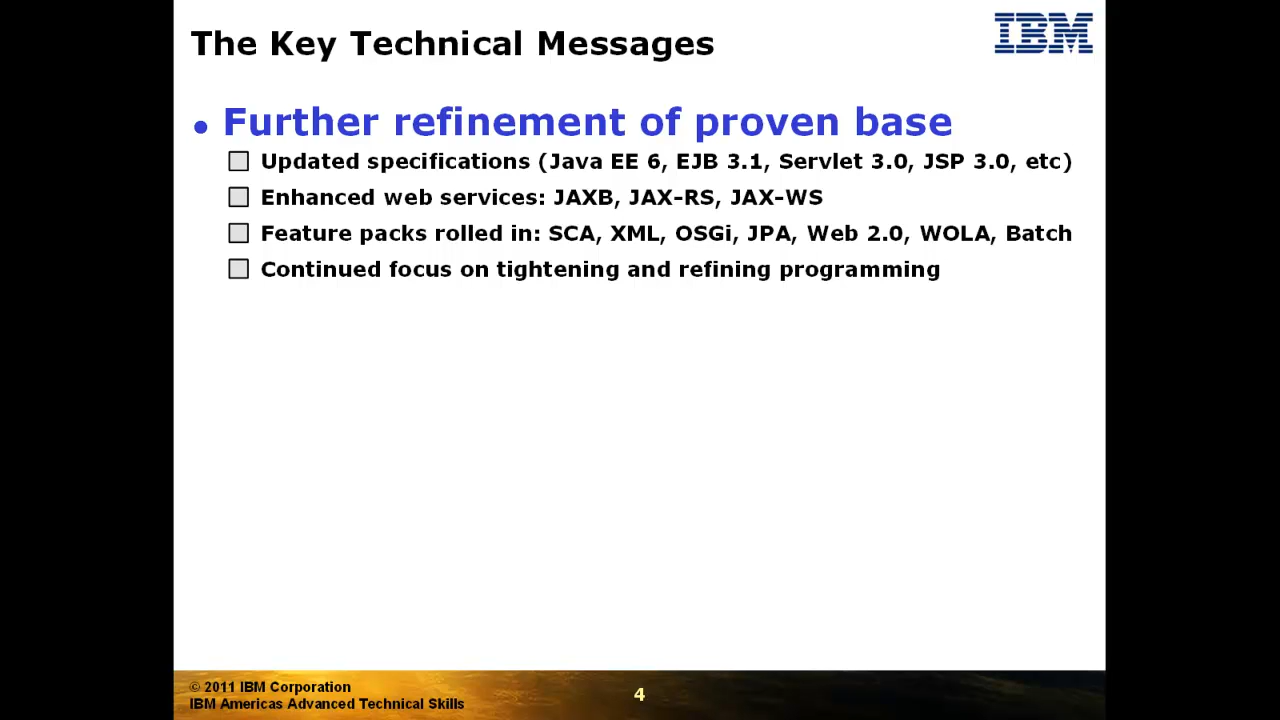 The Key Technical Messages
IBM
• Further refinement of proven base
Updated specifications (Java EE 6, EJB 3.1, Servlet 3.0, JSP 3.0, etc)
Enhanced web services: JAXB, JAX-RS, JAX-WS
Feature packs rolled in: SCA, XML, OSGi, JPA, Web 2.0, WOLA, Batch
Continued focus on tightening and refining programming
© 2011 IBM Corporation
IBM Americas Advanced Technical Skills
4